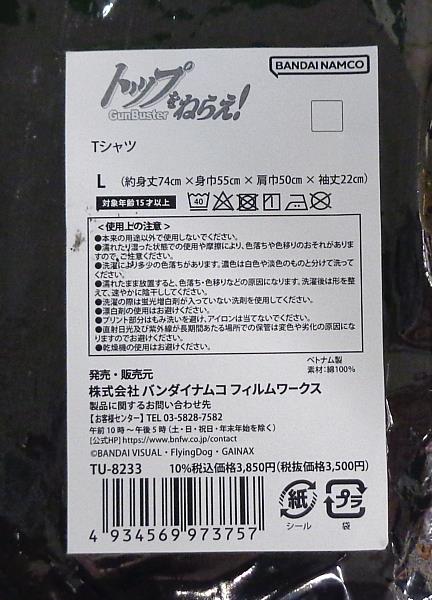 トップをねらえ!
GunBuster
BANDAI NAMCO
Tシャツ
L (約身丈74cm×身巾55cm×肩巾50cm×袖丈22cm)
対象年齢15才以上
40
<使用上の注意>
●本来の用途以外で使用しないでください。
●濡れたり湿った状態での使用や摩擦により、色落ちや色移りのおそれがありま
すので、ご注意ください。
●洗濯により多少の色落ちがあります。濃色は白色や淡色のものと分けて洗って
ください。
●濡れたまま放置すると、色落ち・色移りなどの原因になります。洗濯後は形を整
えて、速やかに陰干ししてください。
●洗濯の際は蛍光増白剤が入っていない洗剤を使用してください。
●漂白剤の使用はお避けください。
●プリント部分はもみ洗いを避け、アイロンは当てないでください。
●直射日光及び紫外線が長期間あたる場所での保管は変色や劣化の原因にな
りますのでお避けください。
●乾燥機の使用はお避けください。
ベトナム製
素材:綿100%
発売・販売元
株式会社 バンダイナムコ フィルムワークス
製品に関するお問い合わせ先
【お客様センター】TEL 03-5828-7582
午前10時~午後5時(土・日・祝日・年末年始を除く)
[公式HP] https://www.bnfw.co.jp/contact
©BANDAI VISUAL・FlyingDog・GAINAX
TU-8233 10%税込価格3,850円(税抜価格3,500円)
4 934569 973757
紙
シール
プラ
袋